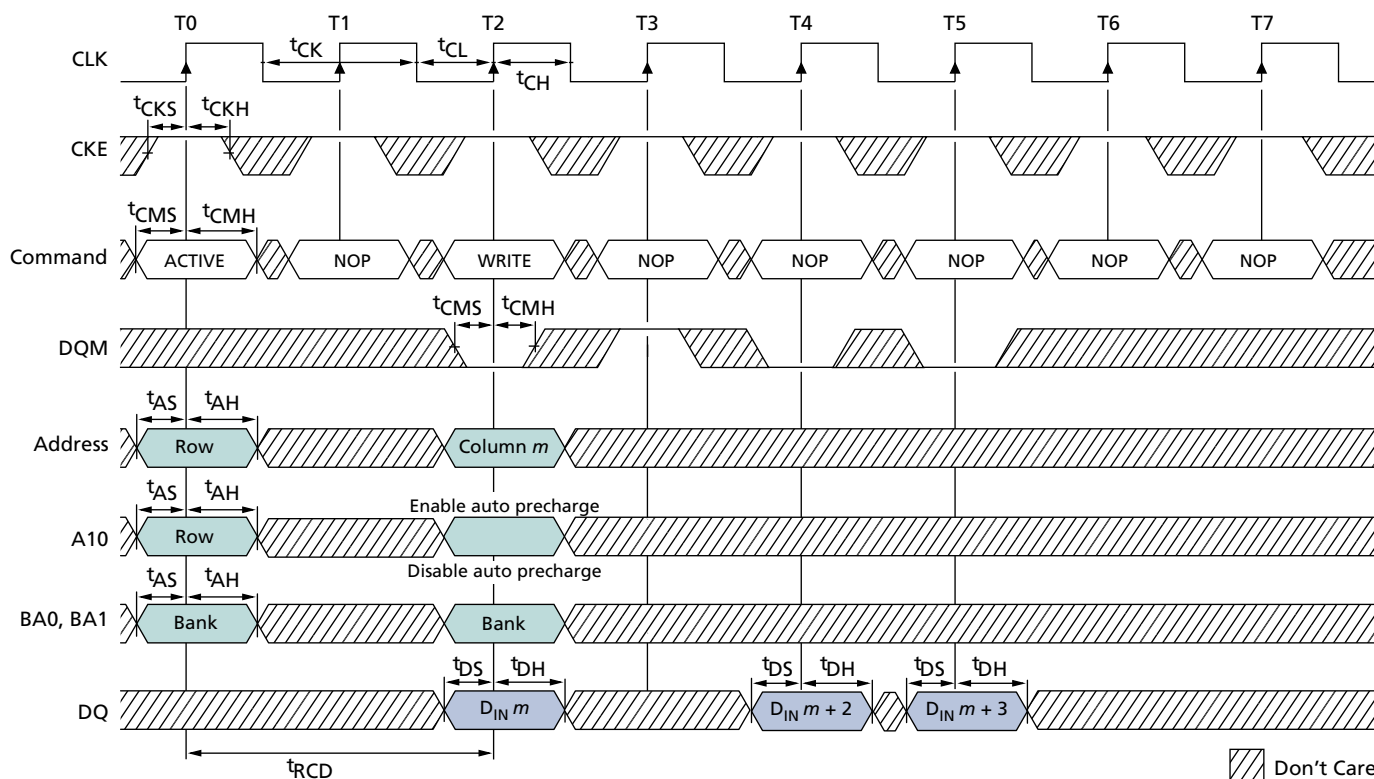 T0 T1 T2 T3 T4 T5 T6 T7
CLK
tCK tCL
tCH
tCKS tCKH
CKE
tCMS tCMH
Command ACTIVE NOP WRITE NOP NOP NOP NOP NOP
tCMS tCMH
DQM
tAS tAH
Address Row Column m
tAS tAH
Enable auto precharge
A10 Row
Disable auto precharge
tAS tAH
BA0, BA1 Bank Bank
tDS tDH tDS tDH tDS tDH
DQ DIN m DIN m + 2 DIN m + 3
tRCD
Don't Care